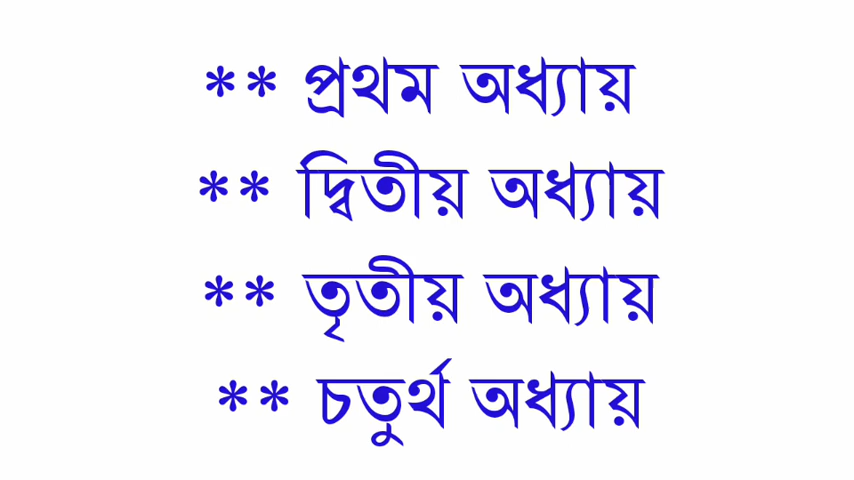 ** প্রথম অধ্যায়
** দ্বিতীয় অধ্যায়
** তৃতীয় অধ্যায়
** চতুর্থ অধ্যায়